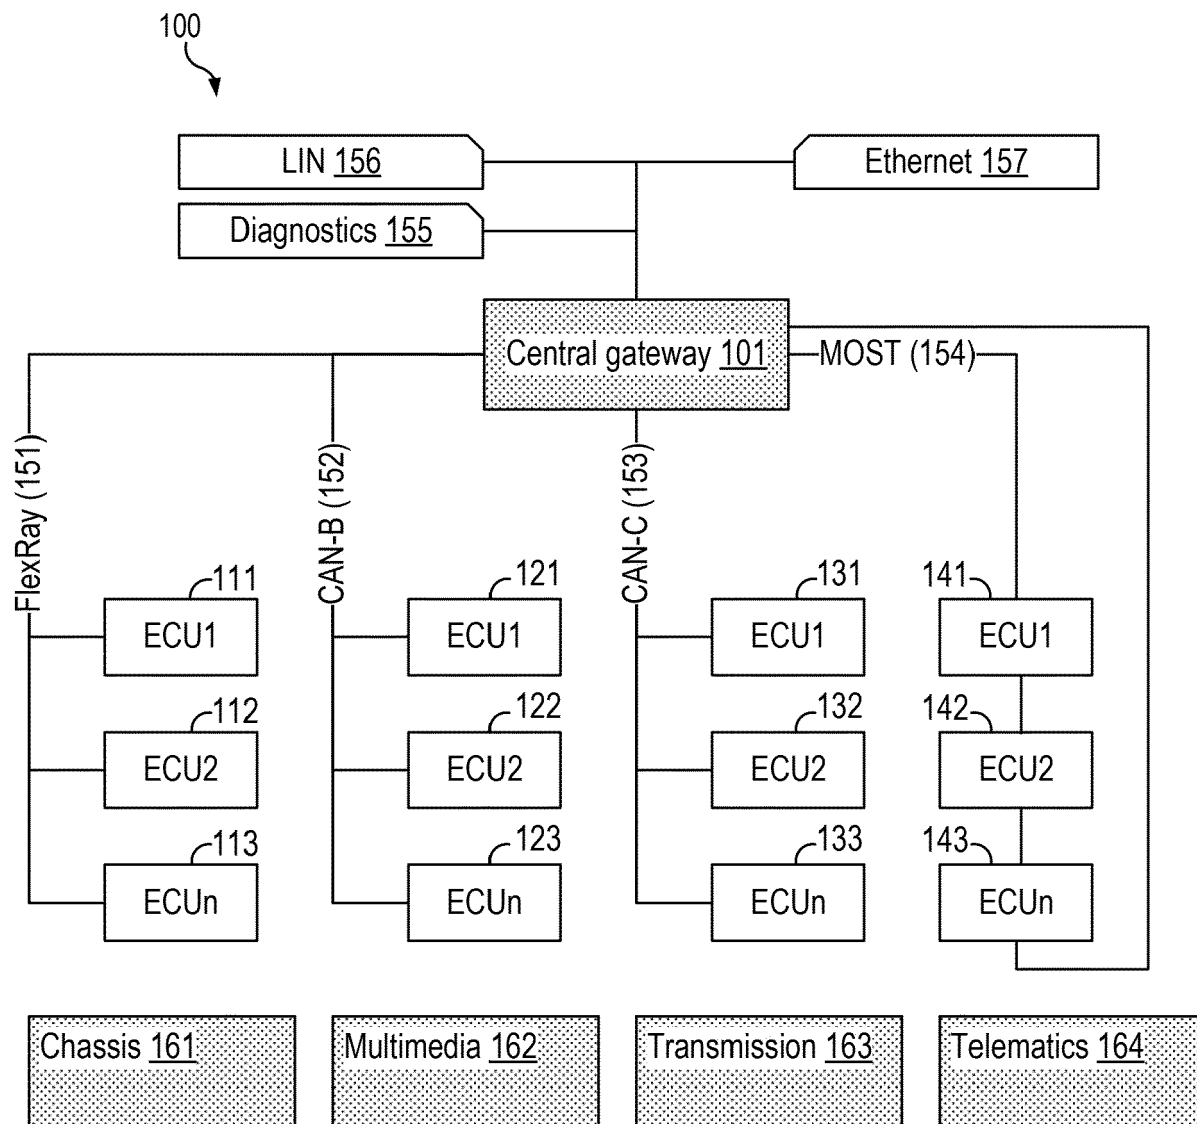 100
LIN 156
Ethernet 157
Diagnostics 155
Central gateway 101
MOST (154)
FlexRay (151)
CAN-B (152)
CAN-C (153)
111
121
131
141
ECU1
ECU1
ECU1
ECU1
112
122
132
142
ECU2
ECU2
ECU2
ECU2
113
123
133
143
ECUn
ECUn
ECUn
ECUn
Chassis 161
Multimedia 162
Transmission 163
Telematics 164